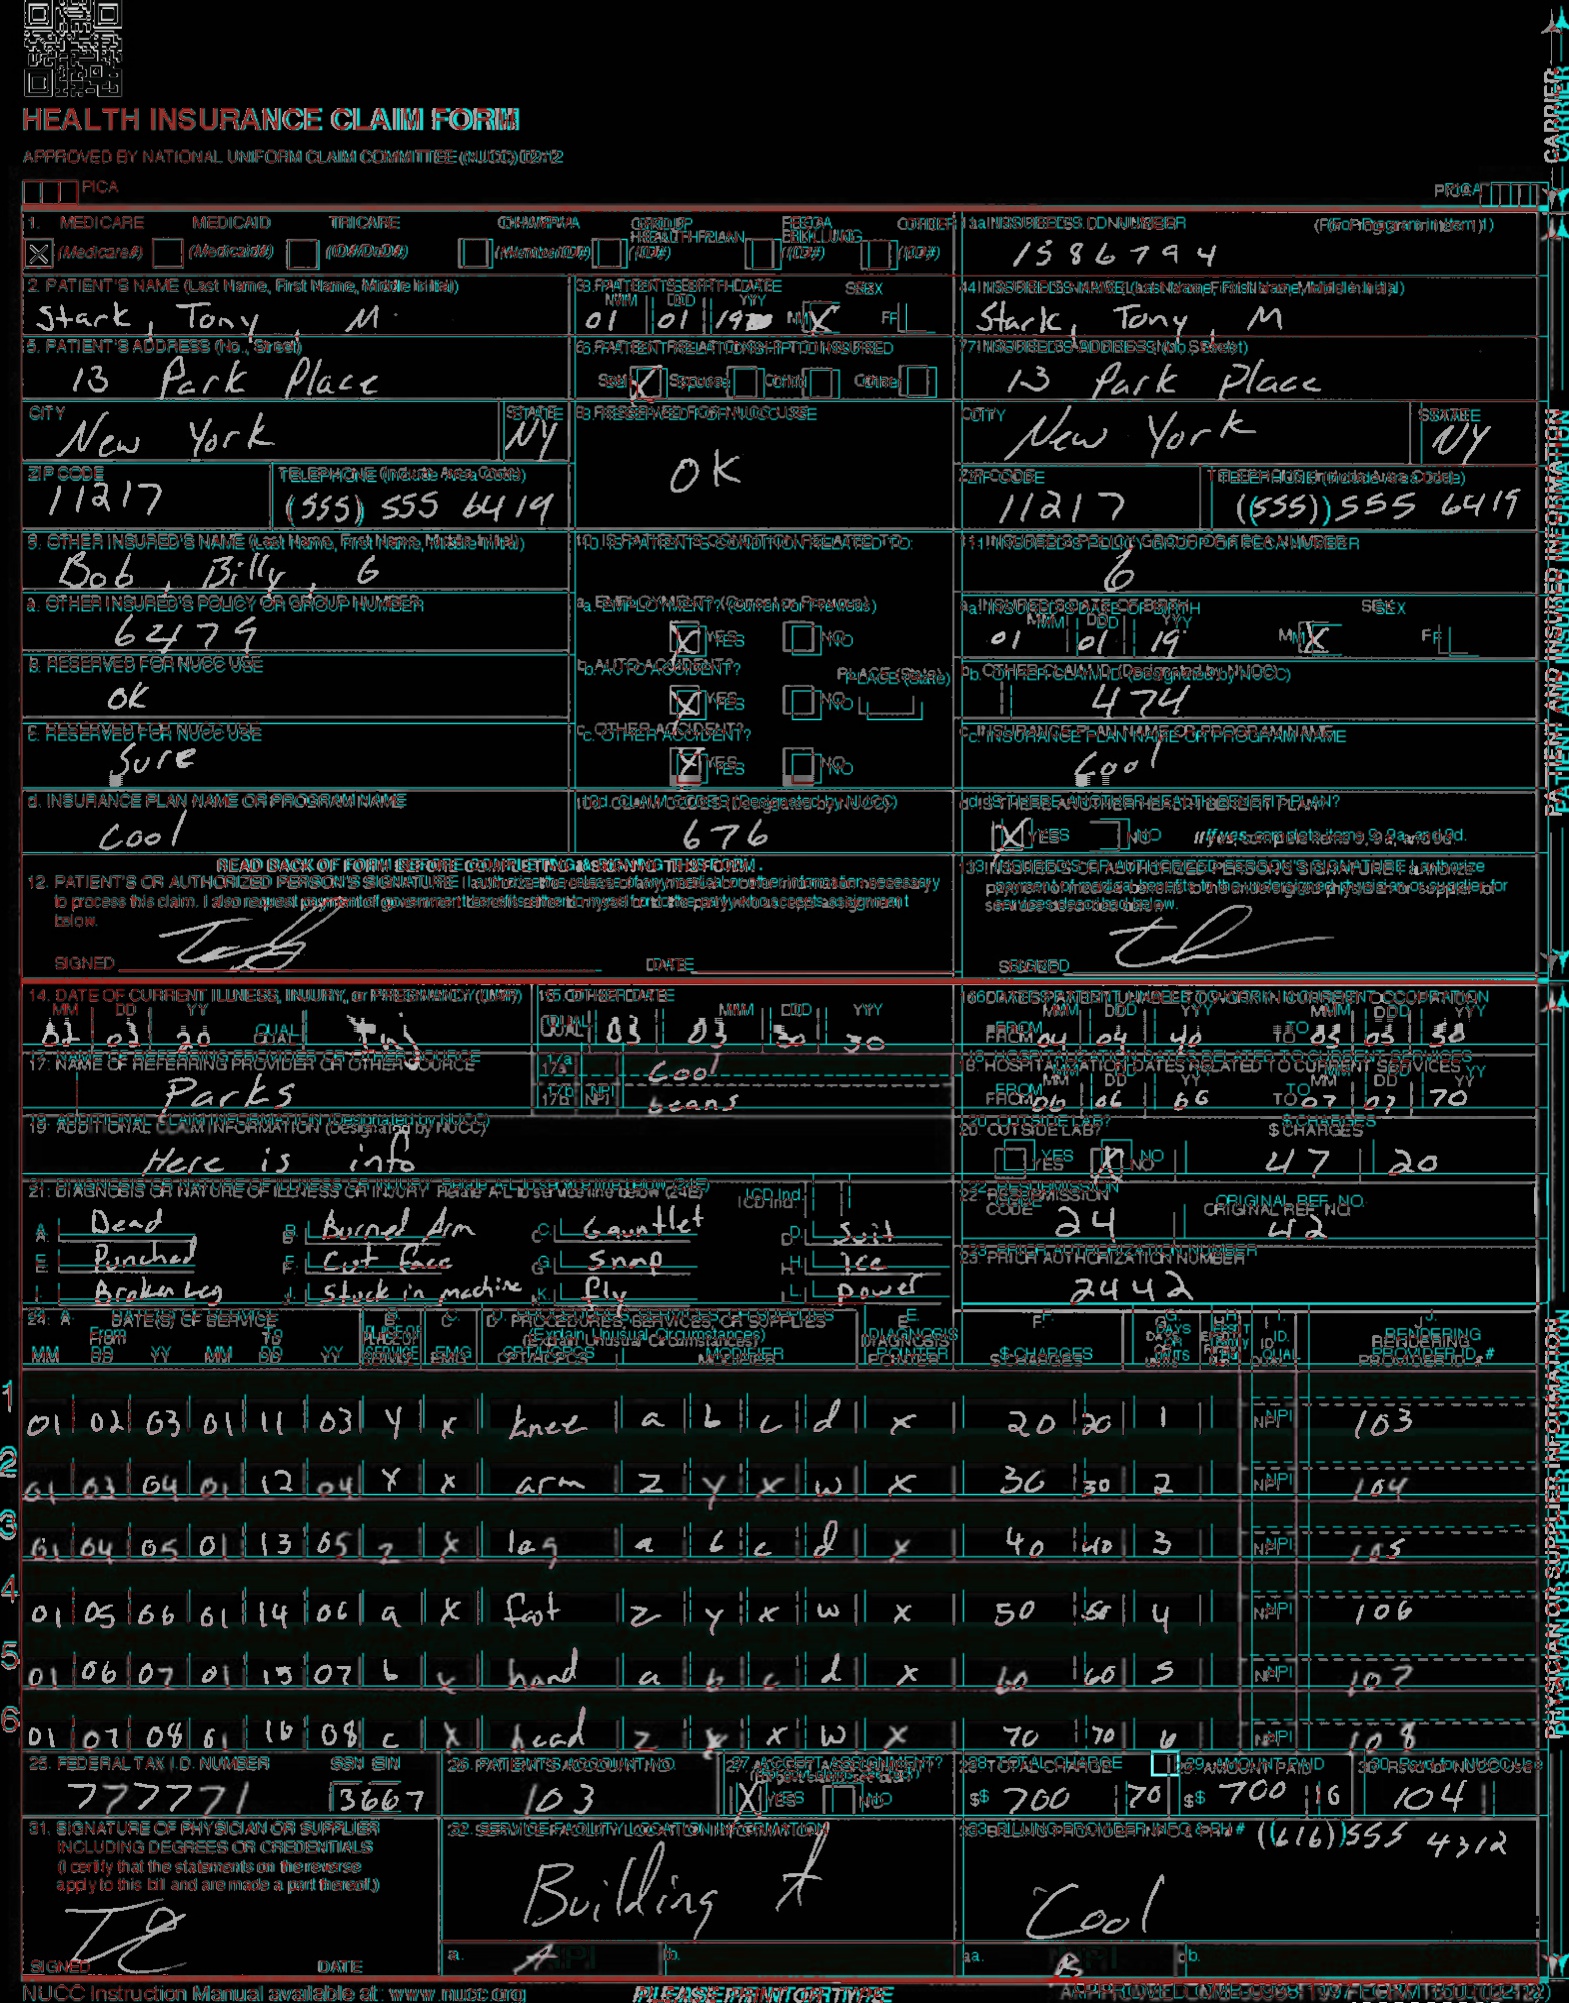 HEALTH INSURANCE CLAIM FORM
APPROVED BY NATIONAL UNIFORM CLAIM COMMITTEE (NUCC) 02/12
PICA PICA
CARRIER
1. MEDICARE MEDICAID TRICARE CHAMPVA GROUP HEALTH PLAN FECA BLK LUNG OTHER 1a. INSURED'S I.D. NUMBER (For Program in Item 1)
X (Medicare#) (Medicaid#) (ID#/DoD#) (Member ID#) (ID#) (ID#) (ID#) 1586794
2. PATIENT'S NAME (Last Name, First Name, Middle Initial) 3. PATIENT'S BIRTH DATE SEX 4. INSURED'S NAME (Last Name, First Name, Middle Initial)
MM DD YY
Stark, Tony, M 01 01 19 M X F Stark, Tony, M
5. PATIENT'S ADDRESS (No., Street) 6. PATIENT RELATIONSHIP TO INSURED 7. INSURED'S ADDRESS (No., Street)
13 Park Place Self X Spouse Child Other 13 Park Place
CITY STATE 8. RESERVED FOR NUCC USE CITY STATE
New York NY OK New York NY
ZIP CODE TELEPHONE (Include Area Code) ZIP CODE TELEPHONE (Include Area Code)
11217 (555) 555 6419 11217 (555) 555 6419
9. OTHER INSURED'S NAME (Last Name, First Name, Middle Initial) 10. IS PATIENT'S CONDITION RELATED TO: 11. INSURED'S POLICY GROUP OR FECA NUMBER
Bob, Billy, G 6
a. OTHER INSURED'S POLICY OR GROUP NUMBER a. EMPLOYMENT? (Current or Previous) a. INSURED'S DATE OF BIRTH SEX
MM DD YY
6479 X YES NO 01 01 19 M X F
b. RESERVED FOR NUCC USE b. AUTO ACCIDENT? PLACE (State) b. OTHER CLAIM ID (Designated by NUCC)
OK X YES NO 474
c. RESERVED FOR NUCC USE c. OTHER ACCIDENT? c. INSURANCE PLAN NAME OR PROGRAM NAME
Sure X YES NO Cool
d. INSURANCE PLAN NAME OR PROGRAM NAME 10d. CLAIM CODES (Designated by NUCC) d. IS THERE ANOTHER HEALTH BENEFIT PLAN?
Cool 676 X YES NO If yes, complete items 9, 9a, and 9d.
READ BACK OF FORM BEFORE COMPLETING & SIGNING THIS FORM.
12. PATIENT'S OR AUTHORIZED PERSON'S SIGNATURE I authorize the release of any medical or other information necessary
to process this claim. I also request payment of government benefits either to myself or to the party who accepts assignment
below.
SIGNED DATE
13. INSURED'S OR AUTHORIZED PERSON'S SIGNATURE I authorize
payment of medical benefits to the undersigned physician or supplier for
services described below.
SIGNED
PATIENT AND INSURED INFORMATION
14. DATE OF CURRENT ILLNESS, INJURY, or PREGNANCY (LMP) 15. OTHER DATE 16. DATES PATIENT UNABLE TO WORK IN CURRENT OCCUPATION
MM DD YY MM DD YY MM DD YY MM DD YY
02 03 20 QUAL. QUAL. 03 03 30 30 FROM 04 04 40 TO 05 05 50
17. NAME OF REFERRING PROVIDER OR OTHER SOURCE 17a. Cool 18. HOSPITALIZATION DATES RELATED TO CURRENT SERVICES
MM DD YY MM DD YY
Parks 17b. NPI beans FROM 06 06 66 TO 07 07 70
19. ADDITIONAL CLAIM INFORMATION (Designated by NUCC) 20. OUTSIDE LAB? $ CHARGES
Here is info YES X NO 47 20
21. DIAGNOSIS OR NATURE OF ILLNESS OR INJURY Relate A-L to service line below (24E) ICD Ind. 22. RESUBMISSION CODE ORIGINAL REF. NO.
A. Dead B. Burned Arm C. Gauntlet D. Suit 24 42
E. Punched F. Cut face G. Snap H. Ice 23. PRIOR AUTHORIZATION NUMBER
I. Broken Leg J. Stuck in machine K. fly L. power 2442
24. A. DATE(S) OF SERVICE B. C. D. PROCEDURES, SERVICES, OR SUPPLIES E. F. G. H. I. J.
From To PLACE OF SERVICE EMG (Explain Unusual Circumstances) DIAGNOSIS POINTER $ CHARGES DAYS OR UNITS ID. QUAL. RENDERING PROVIDER ID. #
MM DD YY MM DD YY CPT/HCPCS MODIFIER
1 01 02 03 01 11 03 Y x knee a b c d x 20 20 1 NPI 103
2 01 03 04 01 12 04 Y x arm z y x w x 30 30 2 NPI 104
3 01 04 05 01 13 05 z x leg a b c d x 40 40 3 NPI 105
4 01 05 06 01 14 06 a x foot z y x w x 50 50 4 NPI 106
5 01 06 07 01 15 07 b x hand a b c d x 60 60 5 NPI 107
6 01 07 08 01 16 08 c x head z y x w x 70 70 6 NPI 108
25. FEDERAL TAX I.D. NUMBER SSN EIN 26. PATIENT'S ACCOUNT NO. 27. ACCEPT ASSIGNMENT? 28. TOTAL CHARGE 29. AMOUNT PAID 30. Rsvd for NUCC Use
777771 3667 103 X YES NO $ 700 70 $ 700 16 104
31. SIGNATURE OF PHYSICIAN OR SUPPLIER
INCLUDING DEGREES OR CREDENTIALS
(I certify that the statements on the reverse
apply to this bill and are made a part thereof.)
SIGNED DATE
32. SERVICE FACILITY LOCATION INFORMATION
Building A
a. A b.
33. BILLING PROVIDER INFO & PH # (616) 555 4312
Cool
a. B b.
PHYSICIAN OR SUPPLIER INFORMATION
NUCC Instruction Manual available at: www.nucc.org PLEASE PRINT OR TYPE